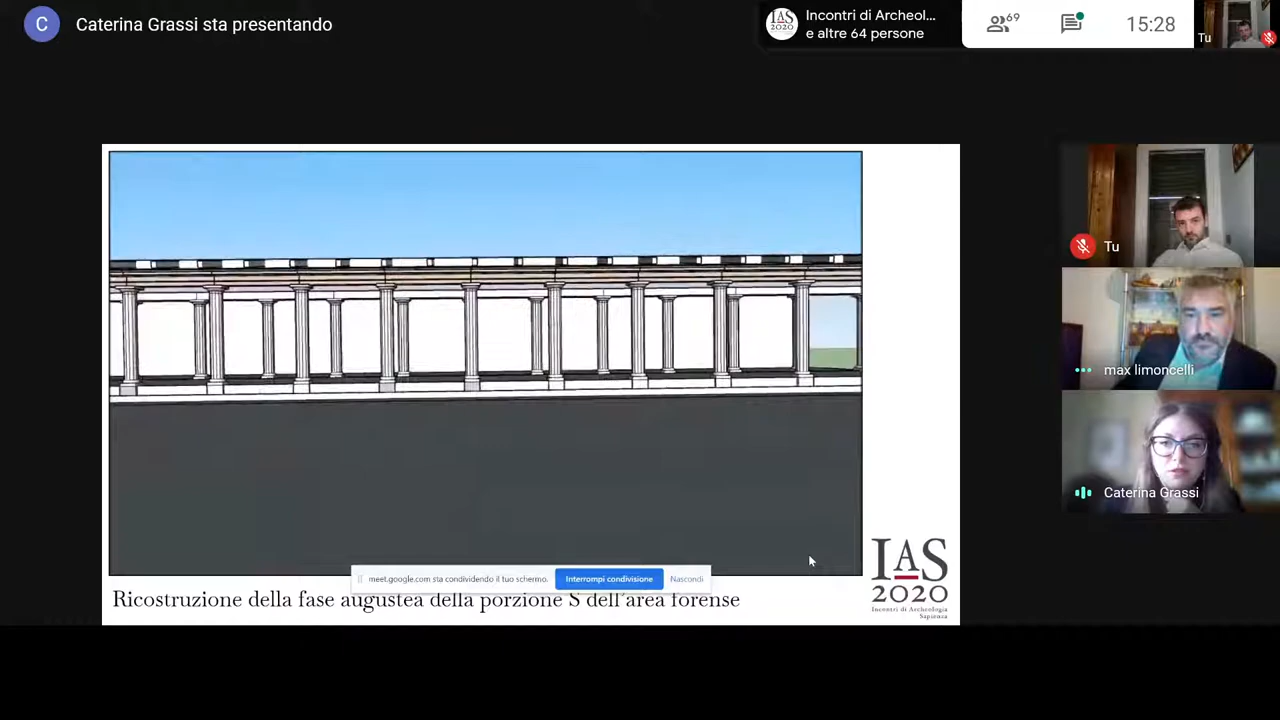 C
Caterina Grassi sta presentando
IAS
2020
Incontri di Archeol...
e altre 64 persone
69
15:28
Tu
Tu
max limoncelli
Caterina Grassi
meet.google.com sta condividendo il tuo schermo.
Interrompi condivisione
Nascondi
Ricostruzione della fase augustea della porzione S dell'area forense
IAS
2020
Incontri di Archeologia
Sapienza